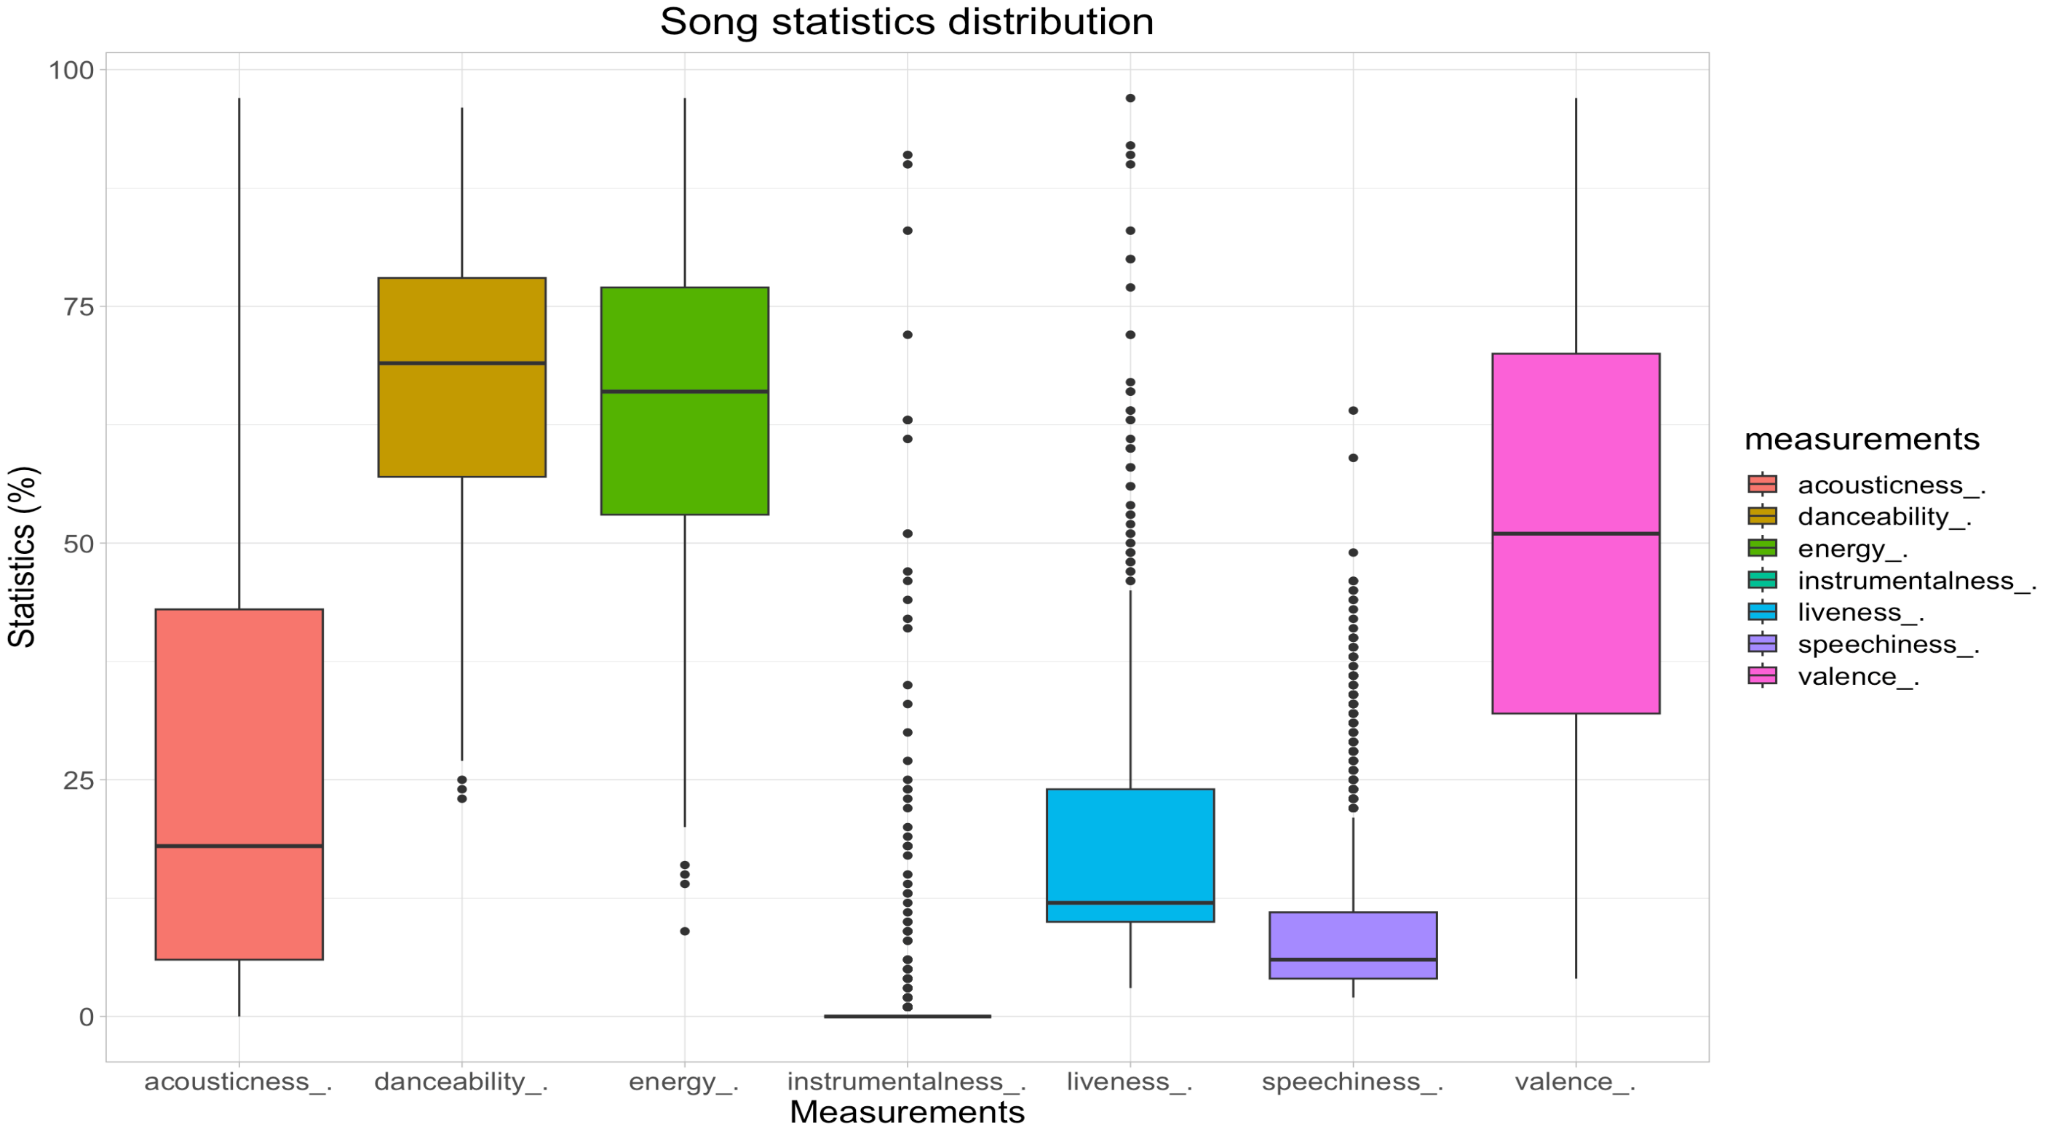 Song statistics distribution
100
75
50
25
0
Statistics (%)
acousticness_. danceability_. energy_. instrumentalness_. liveness_. speechiness_. valence_.
Measurements
measurements
acousticness_.
danceability_.
energy_.
instrumentalness_.
liveness_.
speechiness_.
valence_.